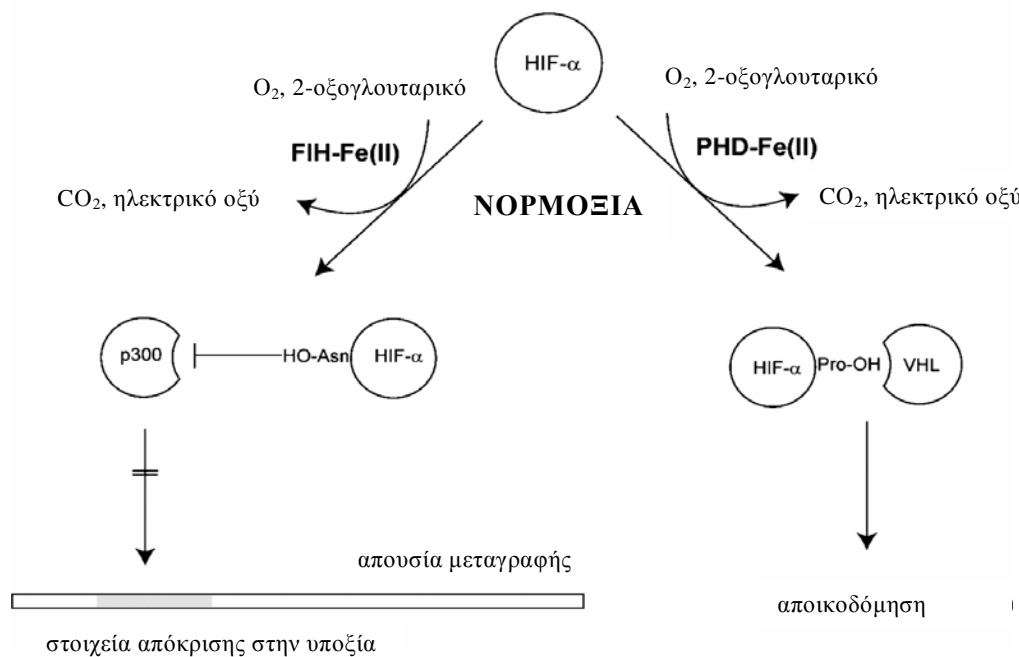 HIF-α
O₂, 2-οξογλουταρικό
O₂, 2-οξογλουταρικό
FIH-Fe(II)
PHD-Fe(II)
CO₂, ηλεκτρικό οξύ
ΝΟΡΜΟΞΙΑ
CO₂, ηλεκτρικό οξύ
p300
HO-Asn
HIF-α
HIF-α
Pro-OH
VHL
απουσία μεταγραφής
αποικοδόμηση
στοιχεία απόκρισης στην υποξία